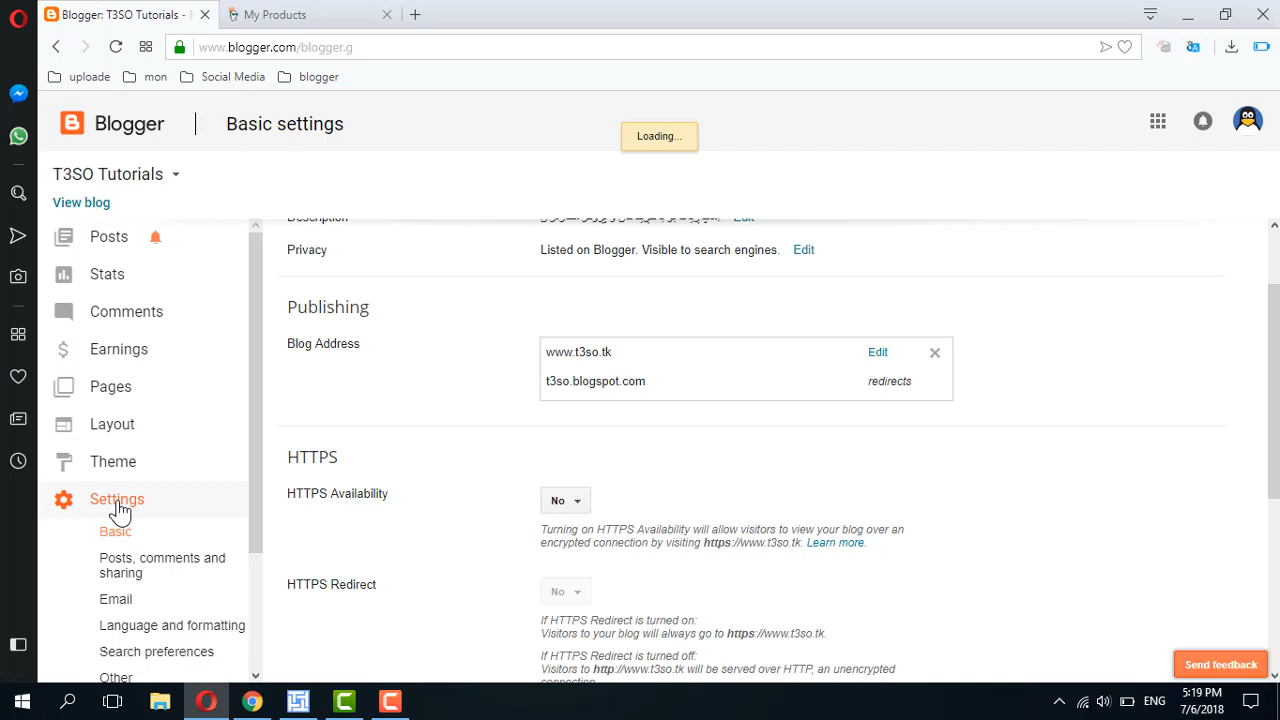 Blogger: T3SO Tutorials -
My Products
www.blogger.com/blogger.g
uploade
mon
Social Media
blogger
Blogger
Basic settings
Loading...
T3SO Tutorials
View blog
Posts
Stats
Comments
Earnings
Pages
Layout
Theme
Settings
Basic
Posts, comments and
sharing
Email
Language and formatting
Search preferences
Other
Description
Edit
Privacy
Listed on Blogger. Visible to search engines.
Edit
Publishing
Blog Address
www.t3so.tk
Edit
t3so.blogspot.com
redirects
HTTPS
HTTPS Availability
No
Turning on HTTPS Availability will allow visitors to view your blog over an
encrypted connection by visiting https://www.t3so.tk. Learn more.
HTTPS Redirect
No
If HTTPS Redirect is turned on:
Visitors to your blog will always go to https://www.t3so.tk.
If HTTPS Redirect is turned off:
Visitors to http://www.t3so.tk will be served over HTTP, an unencrypted
connection.
Send feedback
ENG
5:19 PM
7/6/2018